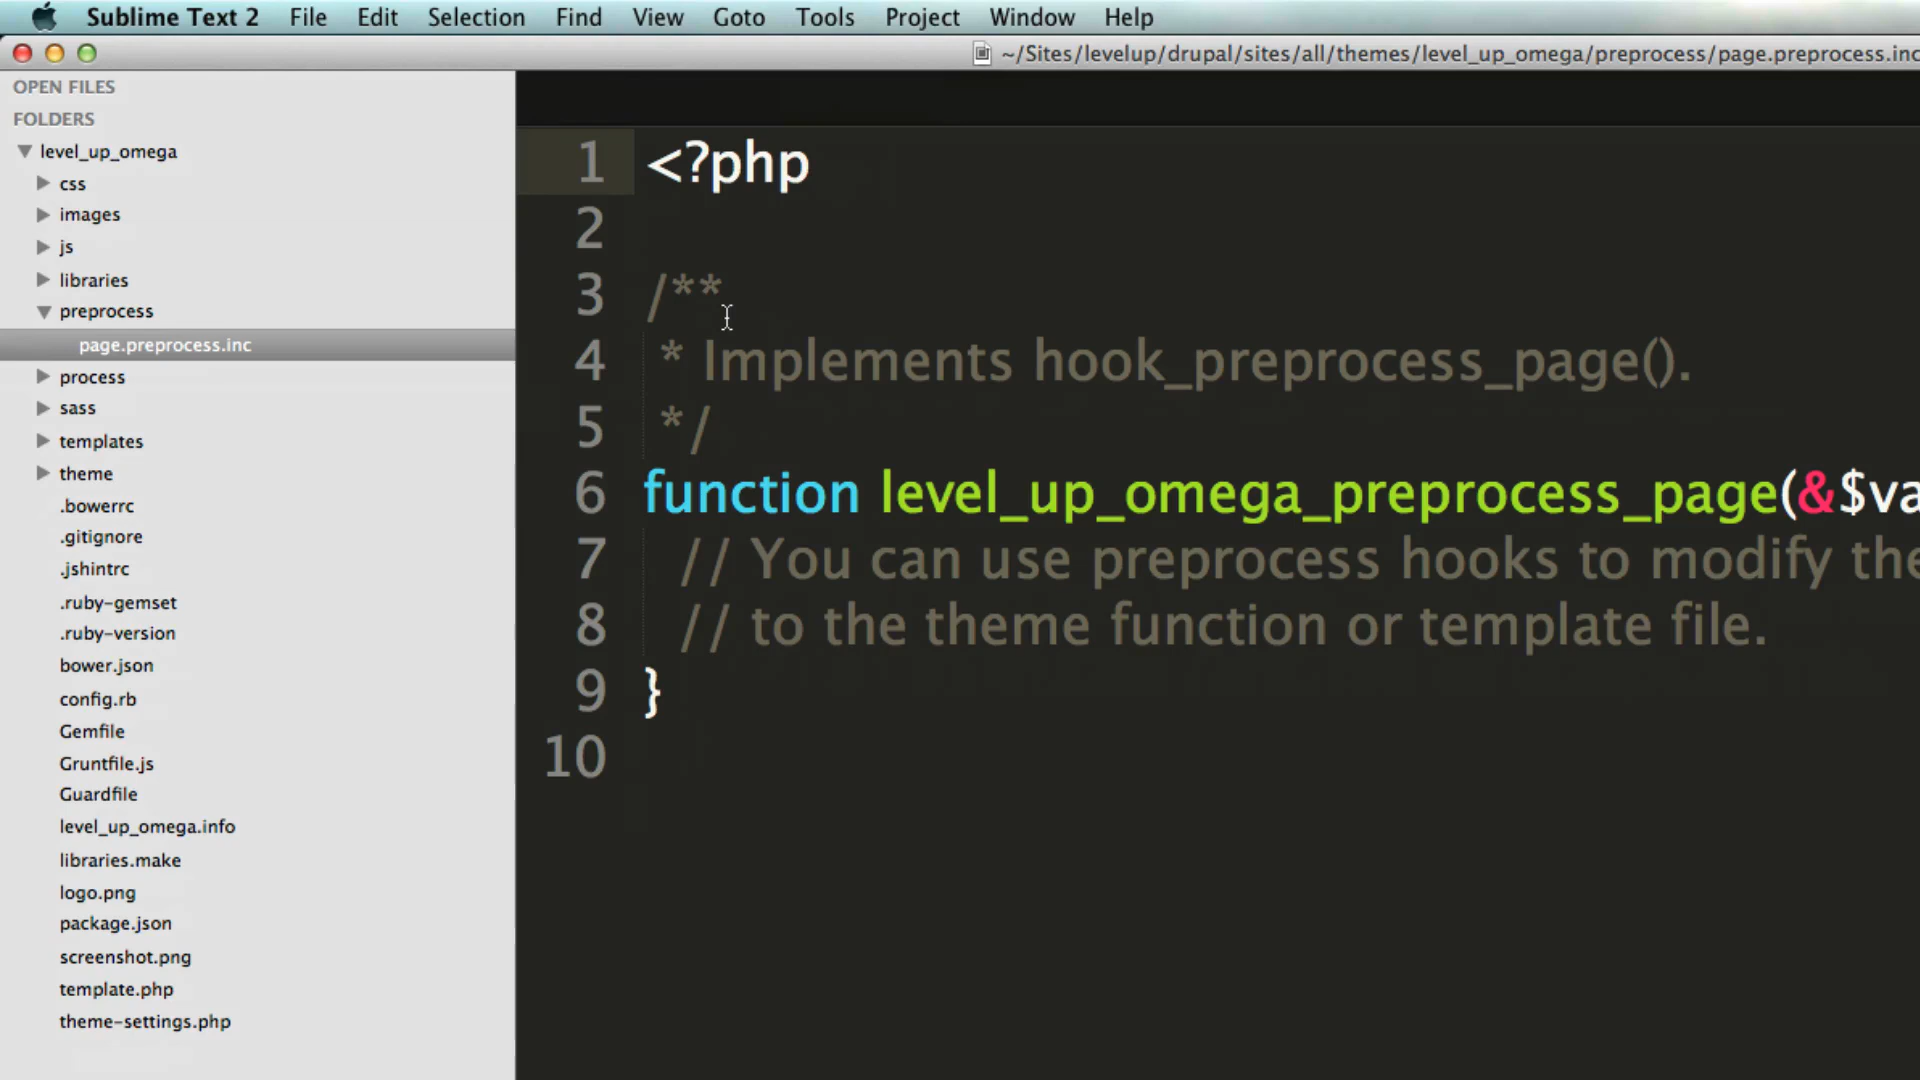 Sublime Text 2 File Edit Selection Find View Goto Tools Project Window Help
~/Sites/levelup/drupal/sites/all/themes/level_up_omega/preprocess/page.preprocess.inc
OPEN FILES
FOLDERS
level_up_omega
css
images
js
libraries
preprocess
page.preprocess.inc
process
sass
templates
theme
.bowerrc
.gitignore
.jshintrc
.ruby-gemset
.ruby-version
bower.json
config.rb
Gemfile
Gruntfile.js
Guardfile
level_up_omega.info
libraries.make
logo.png
package.json
screenshot.png
template.php
theme-settings.php
1 <?php
2
3 /**
4 * Implements hook_preprocess_page().
5 */
6 function level_up_omega_preprocess_page(&$va
7 // You can use preprocess hooks to modify the
8 // to the theme function or template file.
9 }
10